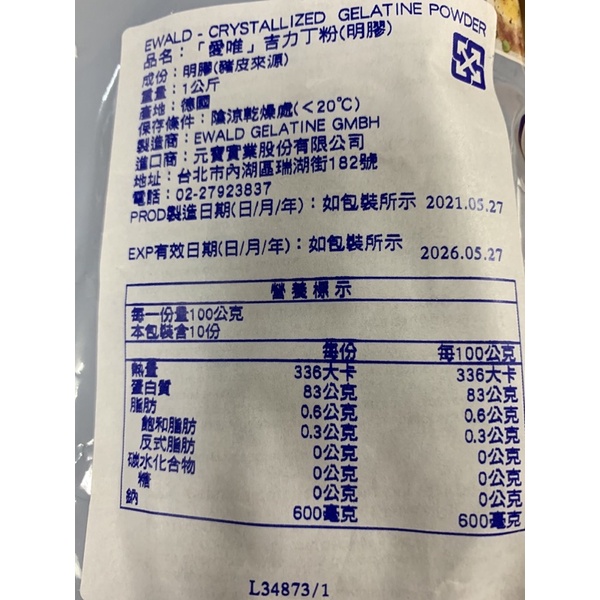 EWALD - CRYSTALLIZED GELATINE POWDER
品名：「愛唯」吉力丁粉(明膠)
成份：明膠(豬皮來源)
重量：1公斤
產地：德國
保存條件：陰涼乾燥處(<20℃)
製造商：EWALD GELATINE GMBH
進口商：元寶實業股份有限公司
地址：台北市內湖區瑞湖街182號
電話：02-27923837
PROD製造日期(日/月/年)：如包裝所示 2021.05.27
EXP有效日期(日/月/年)：如包裝所示 2026.05.27
營養標示
每一份量100公克
本包裝含10份
每份 每100公克
熱量 336大卡 336大卡
蛋白質 83公克 83公克
脂肪 0.6公克 0.6公克
飽和脂肪 0.3公克 0.3公克
反式脂肪 0公克 0公克
碳水化合物 0公克 0公克
糖 0公克 0公克
鈉 600毫克 600毫克
L34873/1